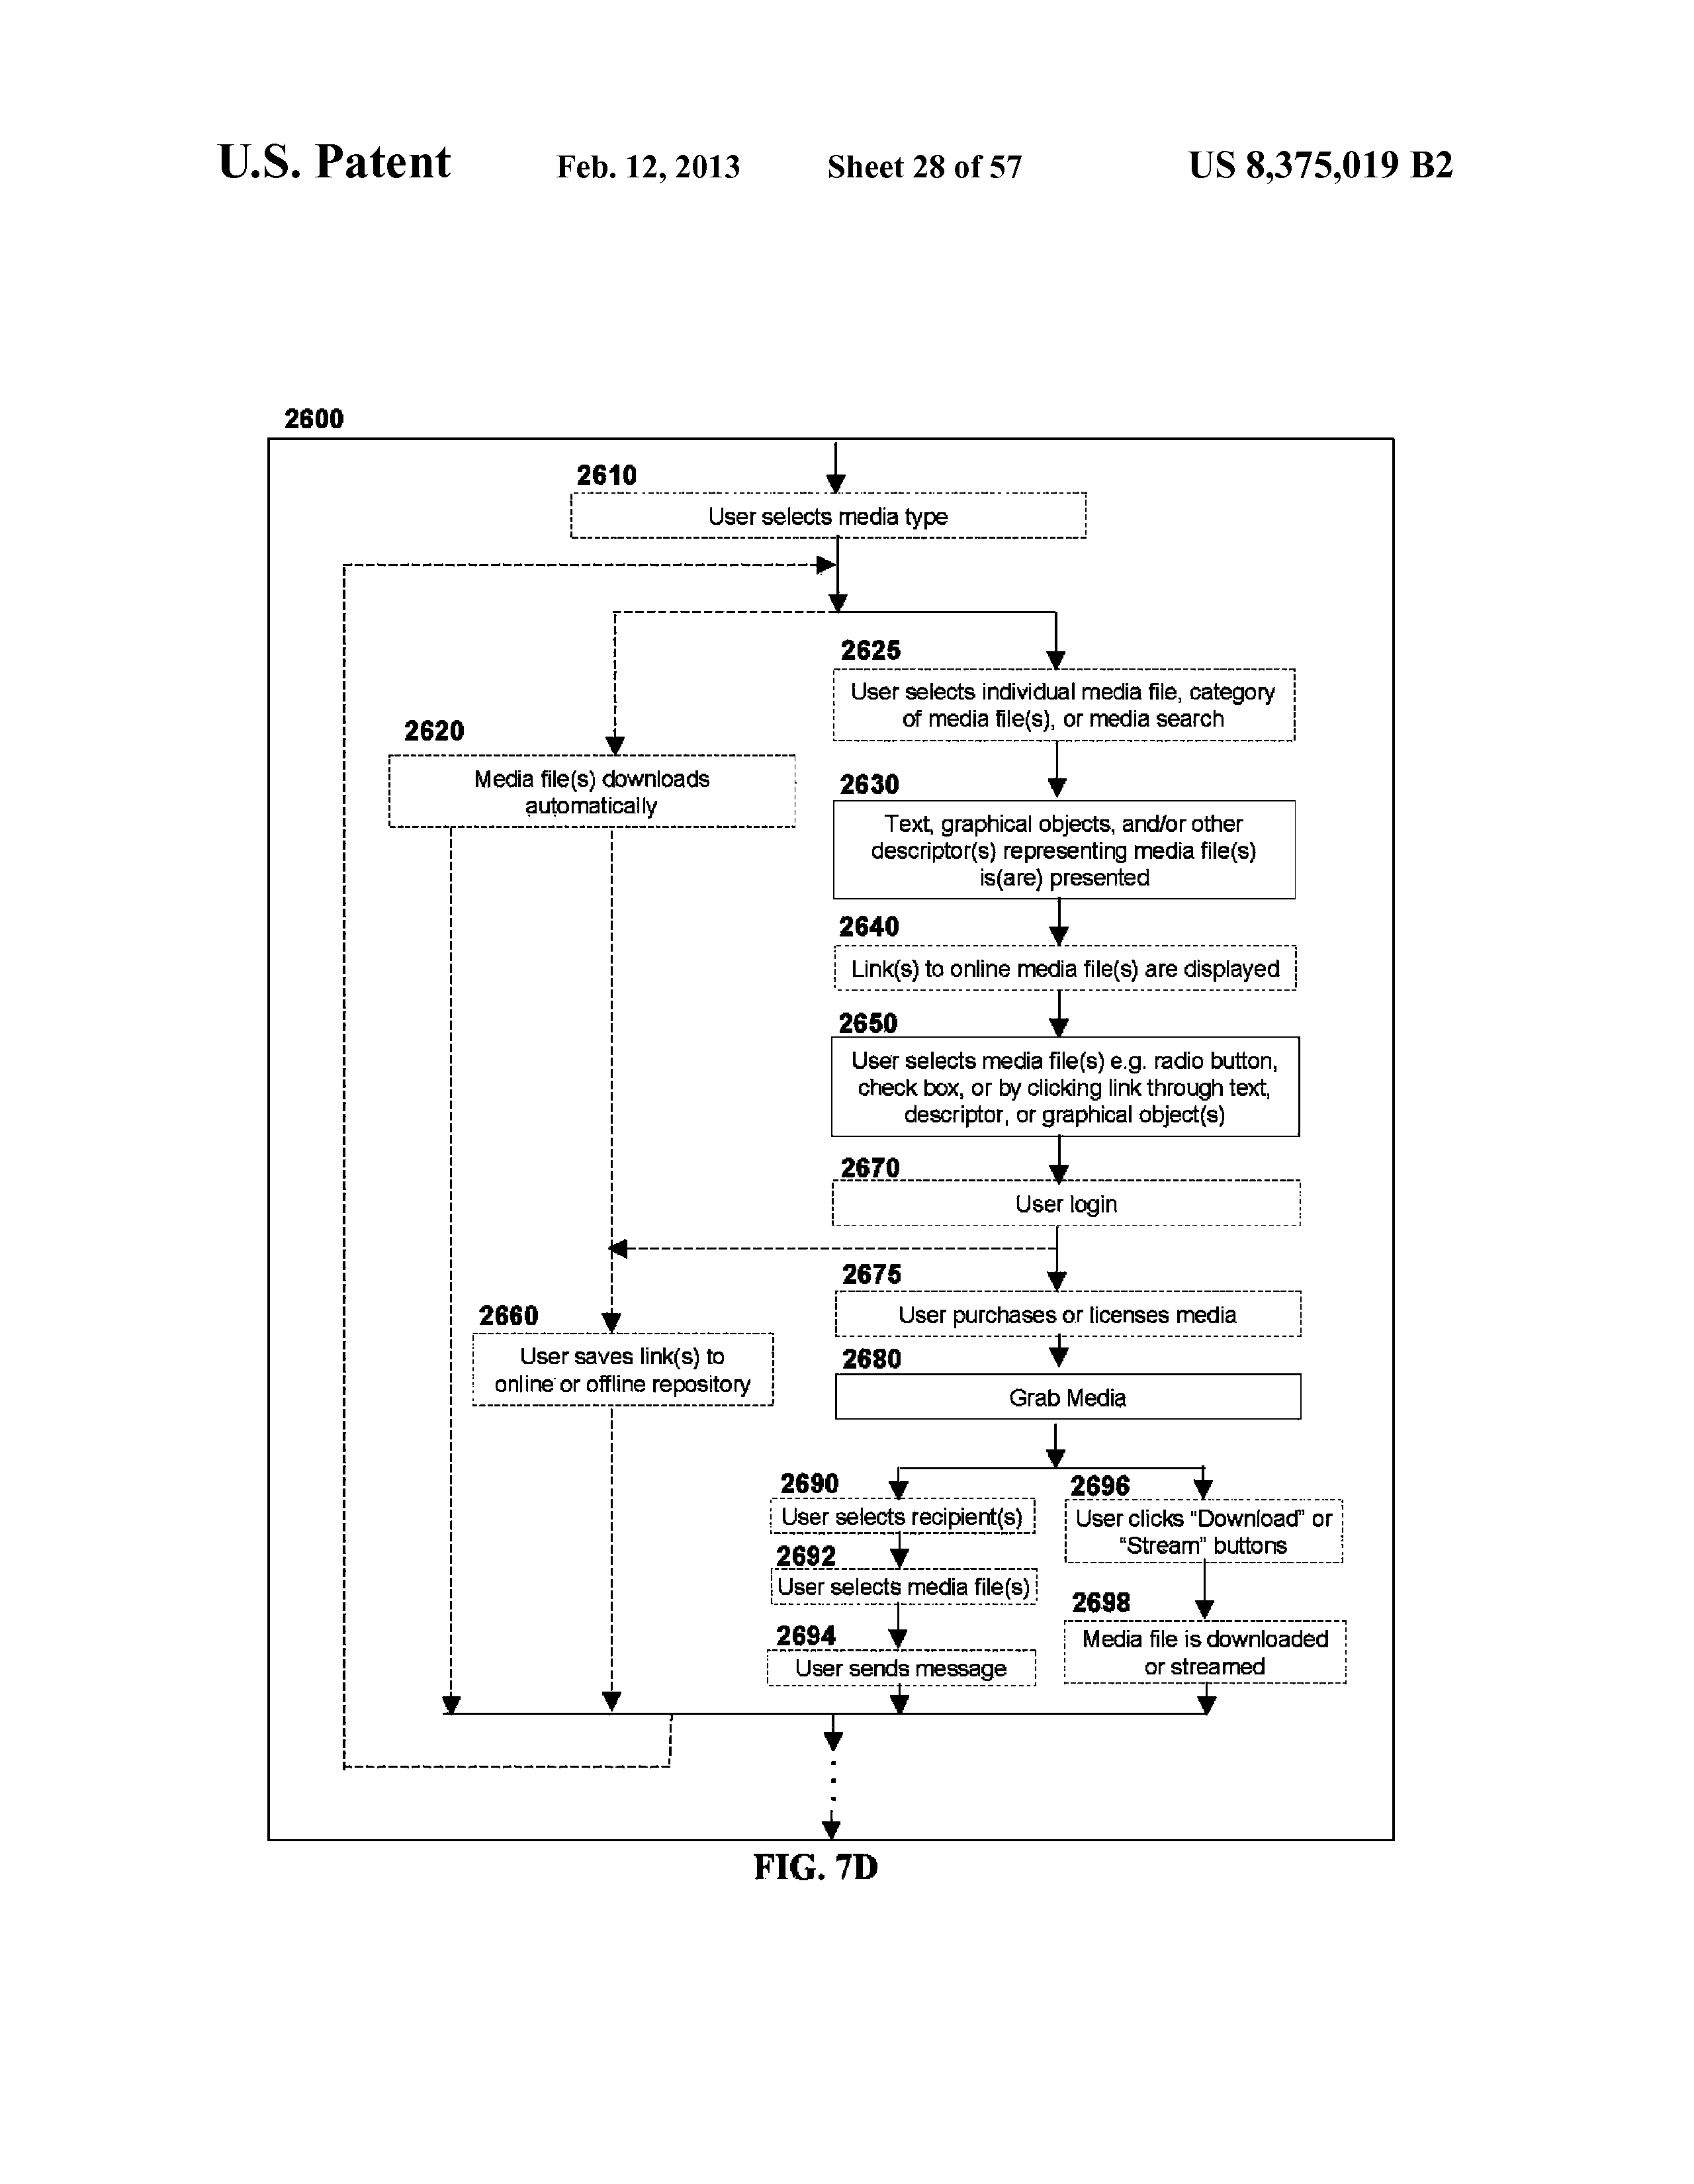 U.S. Patent Feb. 12, 2013 Sheet 28 of 57 US 8,375,019 B2
2600
2610
User selects media type
2625
User selects individual media file, category
of media file(s), or media search
2620
Media file(s) downloads
automatically
2630
Text, graphical objects, and/or other
descriptor(s) representing media file(s)
is(are) presented
2640
Link(s) to online media file(s) are displayed
2650
User selects media file(s) e.g. radio button,
check box, or by clicking link through text,
descriptor, or graphical object(s)
2670
User login
2675
User purchases or licenses media
2660
User saves link(s) to
online or offline repository
2680
Grab Media
2690
User selects recipient(s)
2692
User selects media file(s)
2694
User sends message
2696
User clicks "Download" or
"Stream" buttons
2698
Media file is downloaded
or streamed
FIG. 7D